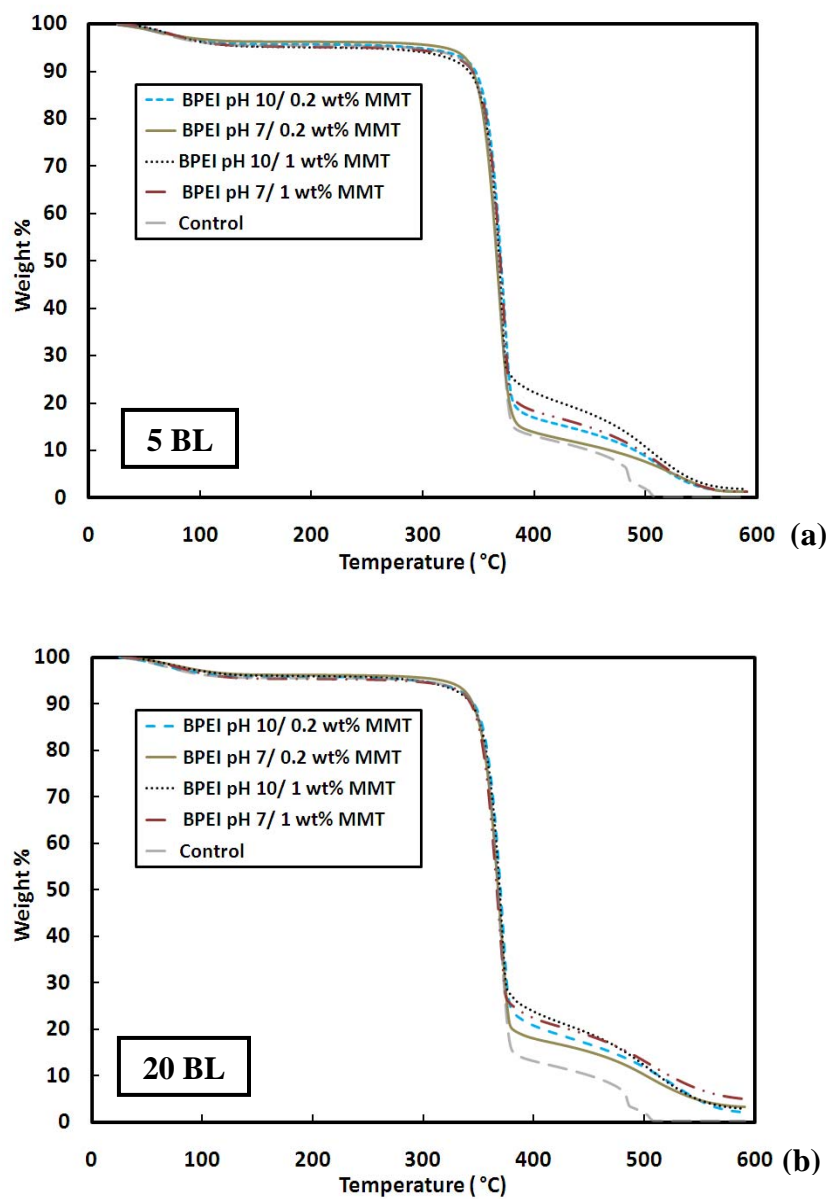 100
90
80
70
60
50
40
30
20
10
0
Weight %
BPEI pH 10/ 0.2 wt% MMT
BPEI pH 7/ 0.2 wt% MMT
BPEI pH 10/ 1 wt% MMT
BPEI pH 7/ 1 wt% MMT
Control
5 BL
0 100 200 300 400 500 600
Temperature ( °C)
(a)
100
90
80
70
60
50
40
30
20
10
0
Weight %
BPEI pH 10/ 0.2 wt% MMT
BPEI pH 7/ 0.2 wt% MMT
BPEI pH 10/ 1 wt% MMT
BPEI pH 7/ 1 wt% MMT
Control
20 BL
0 100 200 300 400 500 600
Temperature ( °C)
(b)